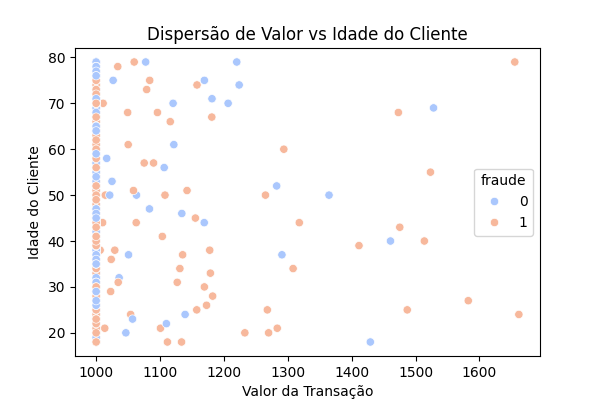 Dispersão de Valor vs Idade do Cliente
80
70
60
50
40
30
20
Idade do Cliente
fraude
0
1
1000 1100 1200 1300 1400 1500 1600
Valor da Transação